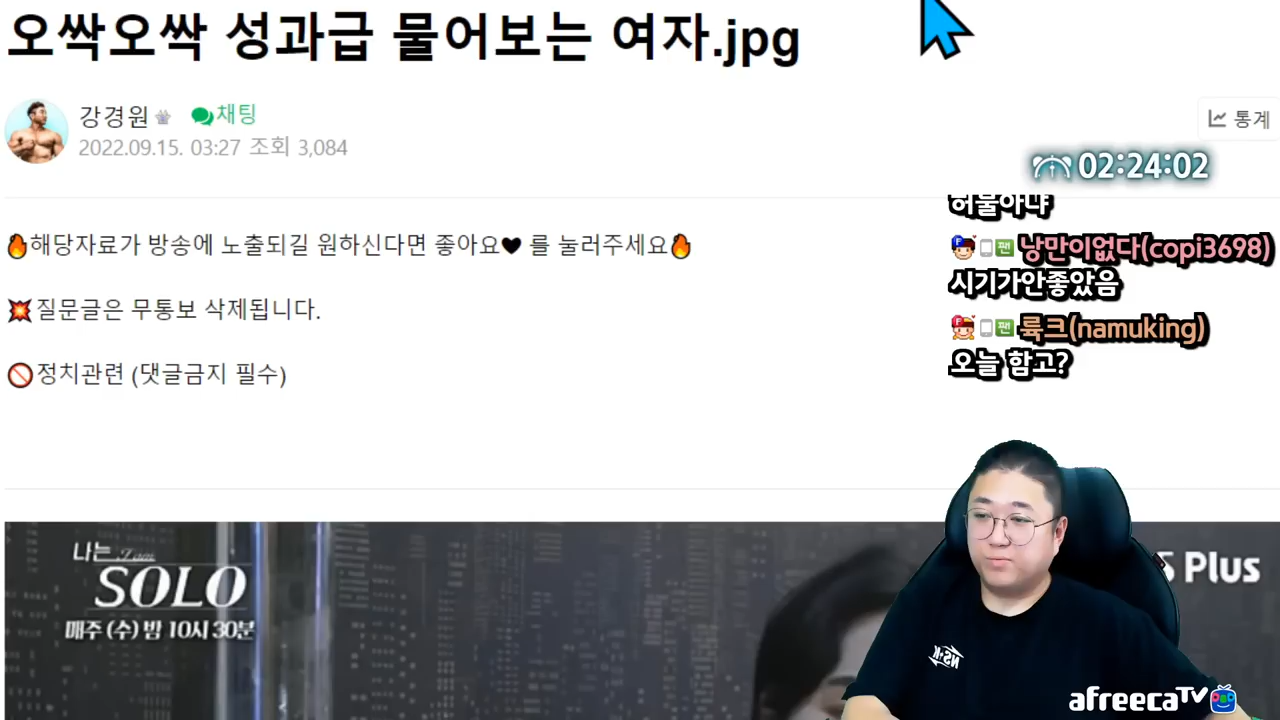 오싹오싹 성과급 물어보는 여자.jpg
강경원 채팅
2022.09.15. 03:27 조회 3,084
통계
02:24:02
허물아냐
🔥해당자료가 방송에 노출되길 원하신다면 좋아요🖤 를 눌러주세요🔥
팬 낭만이없다(copi3698)
시기가안좋았음
💥질문글은 무통보 삭제됩니다.
팬 륙크(namuking)
오늘 함고?
🚫정치관련 (댓글금지 필수)
나는 I am
SOLO
매주 (수) 밤 10시 30분
Plus
afreecaTV